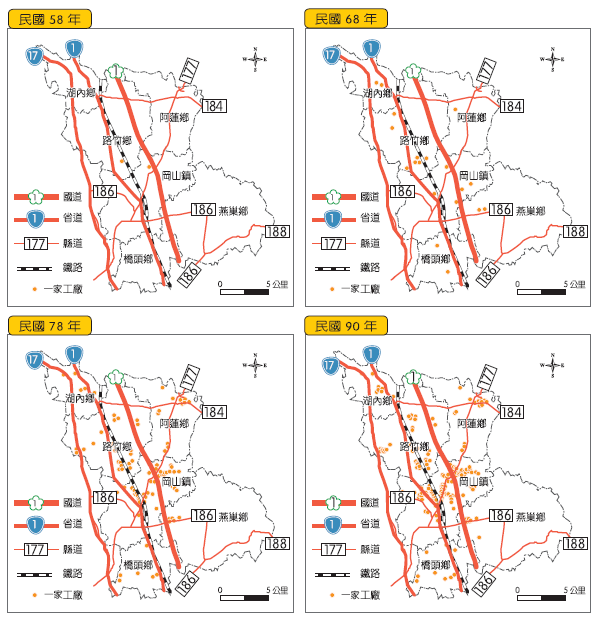 民國 58 年
17
1
1
177
N
W
E
S
184
湖內鄉
阿蓮鄉
路竹鄉
岡山鎮
186
186
燕巢鄉
188
橋頭鄉
186
1 國道
1 省道
177 縣道
鐵路
一家工廠
0 5 公里
民國 68 年
17
1
1
177
N
W
E
S
184
湖內鄉
阿蓮鄉
路竹鄉
岡山鎮
186
186
燕巢鄉
188
橋頭鄉
186
1 國道
1 省道
177 縣道
鐵路
一家工廠
0 5 公里
民國 78 年
17
1
1
177
N
W
E
S
184
湖內鄉
阿蓮鄉
路竹鄉
岡山鎮
186
186
燕巢鄉
188
橋頭鄉
186
1 國道
1 省道
177 縣道
鐵路
一家工廠
0 5 公里
民國 90 年
17
1
1
177
N
W
E
S
184
湖內鄉
阿蓮鄉
路竹鄉
岡山鎮
186
186
燕巢鄉
188
橋頭鄉
186
1 國道
1 省道
177 縣道
鐵路
一家工廠
0 5 公里